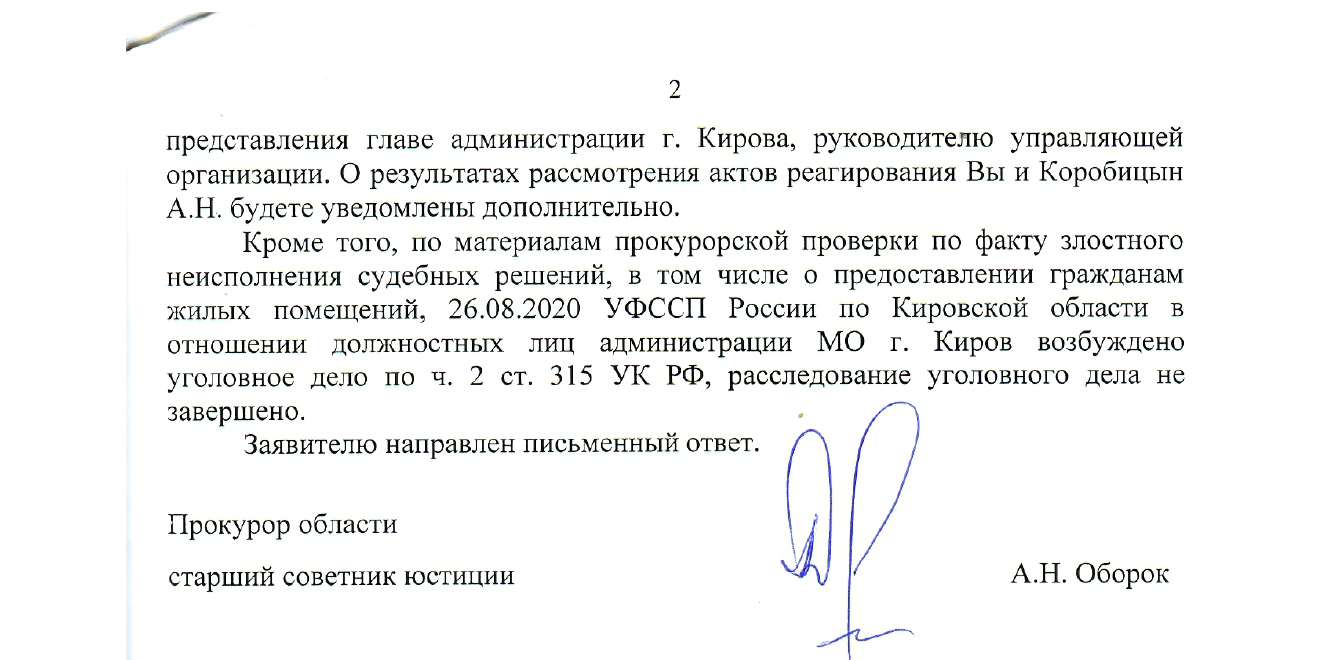 2
представления главе администрации г. Кирова, руководителю управляющей
организации. О результатах рассмотрения актов реагирования Вы и Коробицын
А.Н. будете уведомлены дополнительно.
Кроме того, по материалам прокурорской проверки по факту злостного
неисполнения судебных решений, в том числе о предоставлении гражданам
жилых помещений, 26.08.2020 УФССП России по Кировской области в
отношении должностных лиц администрации МО г. Киров возбуждено
уголовное дело по ч. 2 ст. 315 УК РФ, расследование уголовного дела не
завершено.
Заявителю направлен письменный ответ.
Прокурор области
старший советник юстиции
А.Н. Оборок